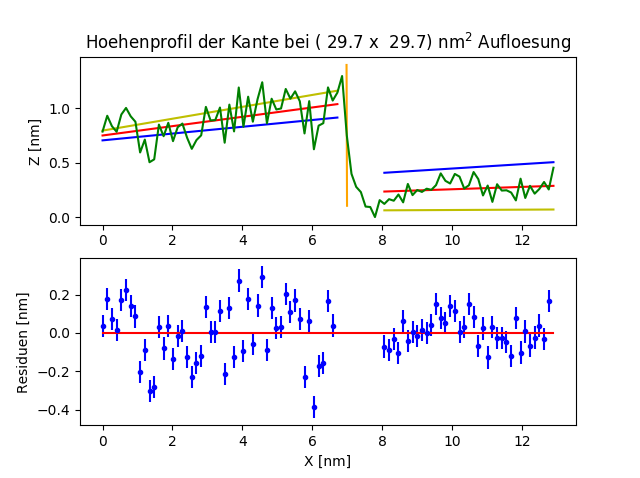 Hoehenprofil der Kante bei ( 29.7 x  29.7) nm² Aufloesung
Z [nm]
1.0
0.5
0.0
0 2 4 6 8 10 12
Residuen [nm]
0.2
0.0
−0.2
−0.4
0 2 4 6 8 10 12
X [nm]